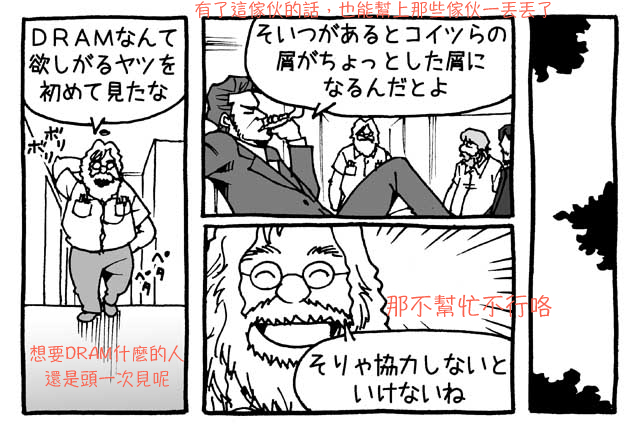 有了這傢伙的話，也能幫上那些傢伙一丟丟了
ＤＲＡＭなんて
欲しがるヤツを
初めて見たな
ボリ
ボリ
ペタ
ペタ
想要DRAM什麼的人
還是頭一次見呢
そいつがあるとコイツらの
屑がちょっとした屑に
なるんだとよ
那不幫忙不行咯
そりゃ協力しないと
いけないね